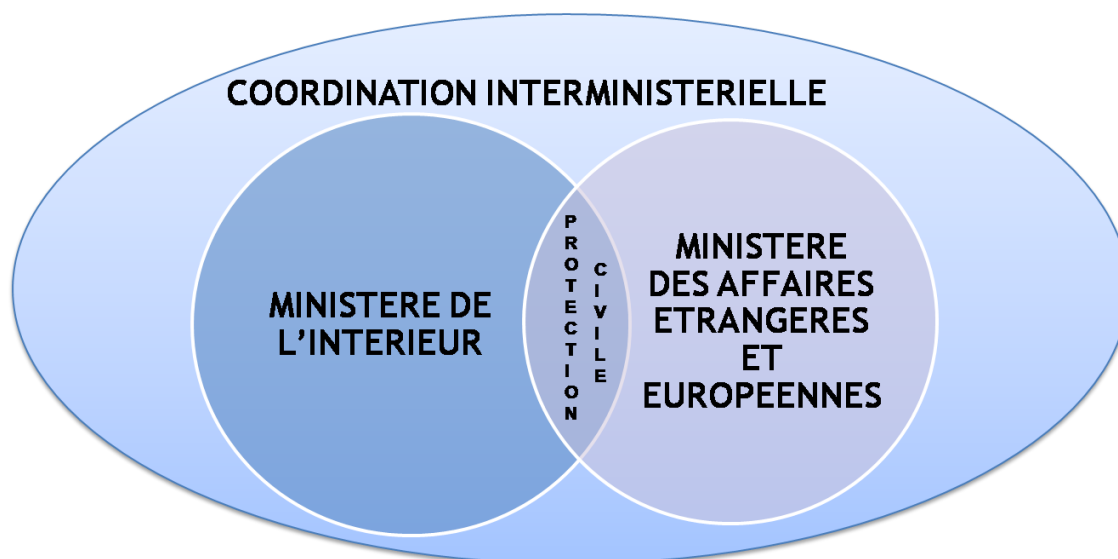 COORDINATION INTERMINISTERIELLE
MINISTERE DE
L'INTERIEUR
PROTECTION
CIVILE
MINISTERE
DES AFFAIRES
ETRANGERES
ET
EUROPEENNES